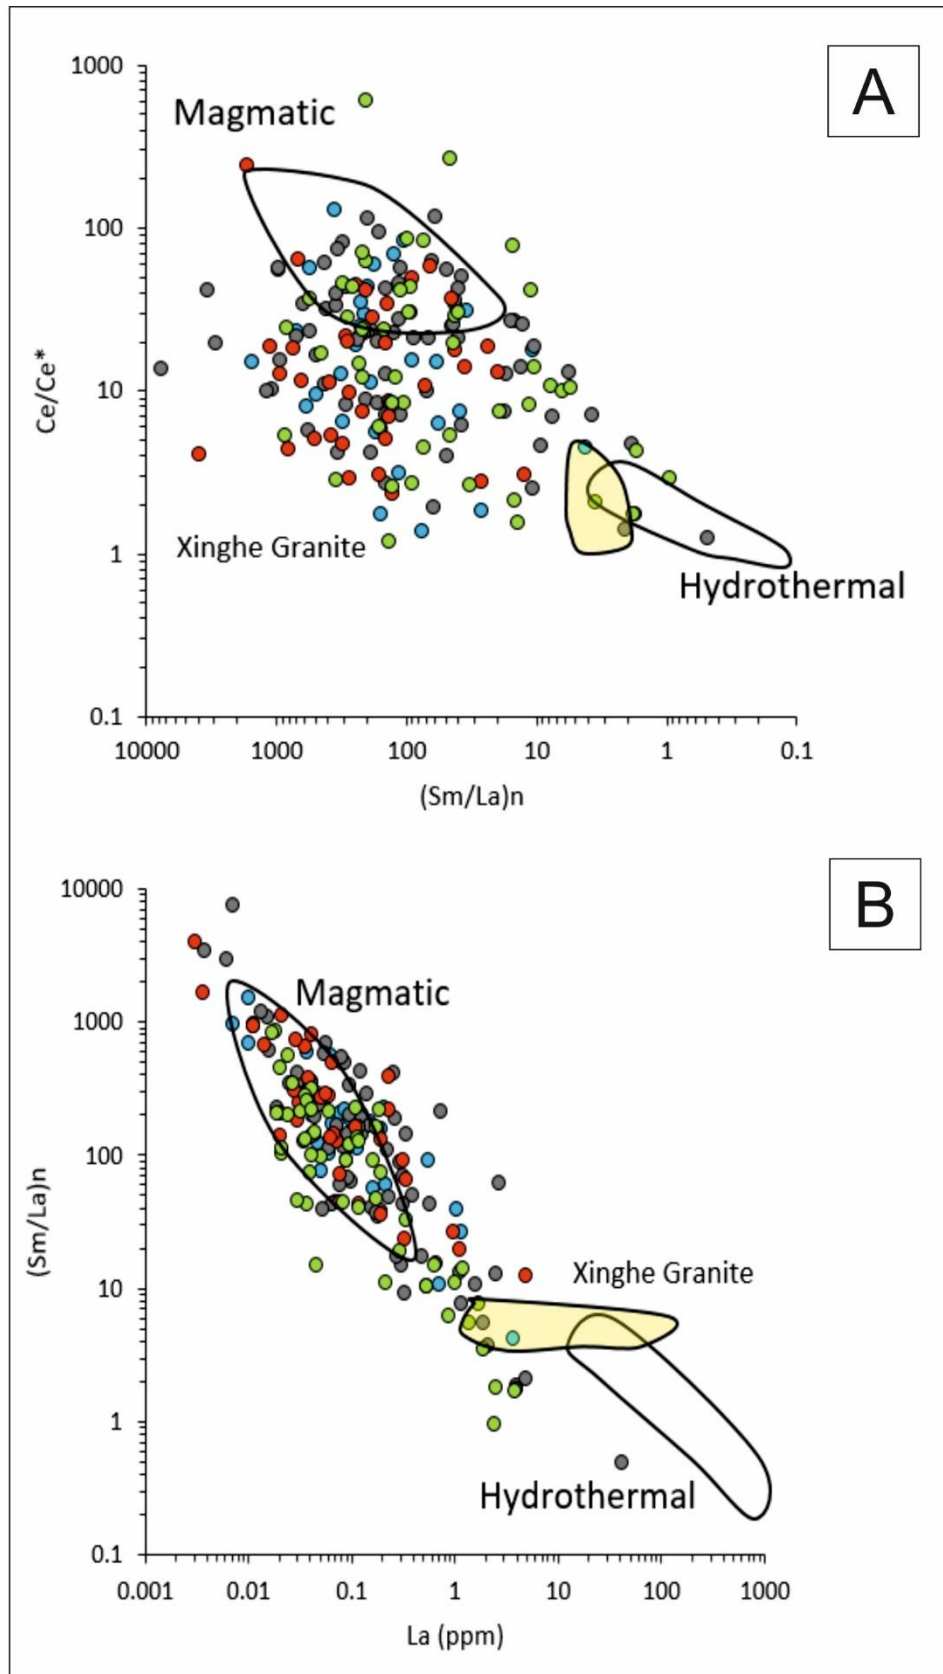 A
1000
Magmatic
100
Ce/Ce*
10
Xinghe Granite
1
Hydrothermal
0.1
10000 1000 100 10 1 0.1
(Sm/La)n
B
10000
Magmatic
1000
(Sm/La)n
100
Xinghe Granite
10
1
Hydrothermal
0.1
0.001 0.01 0.1 1 10 100 1000
La (ppm)